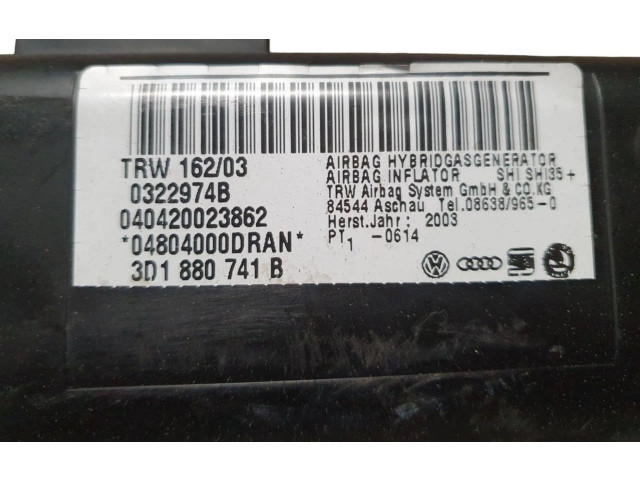 TRW 162/03
0322974B
040420023862
*04804000DRAN*
3D1 880 741 B
AIRBAG HYBRIDGASGENERATOR
AIRBAG INFLATOR SHI SHI35+
TRW Airbag System GmbH & CO.KG
84544 Aschau Tel.08638/965-0
Herst.Jahr: 2003
PT1 -0614